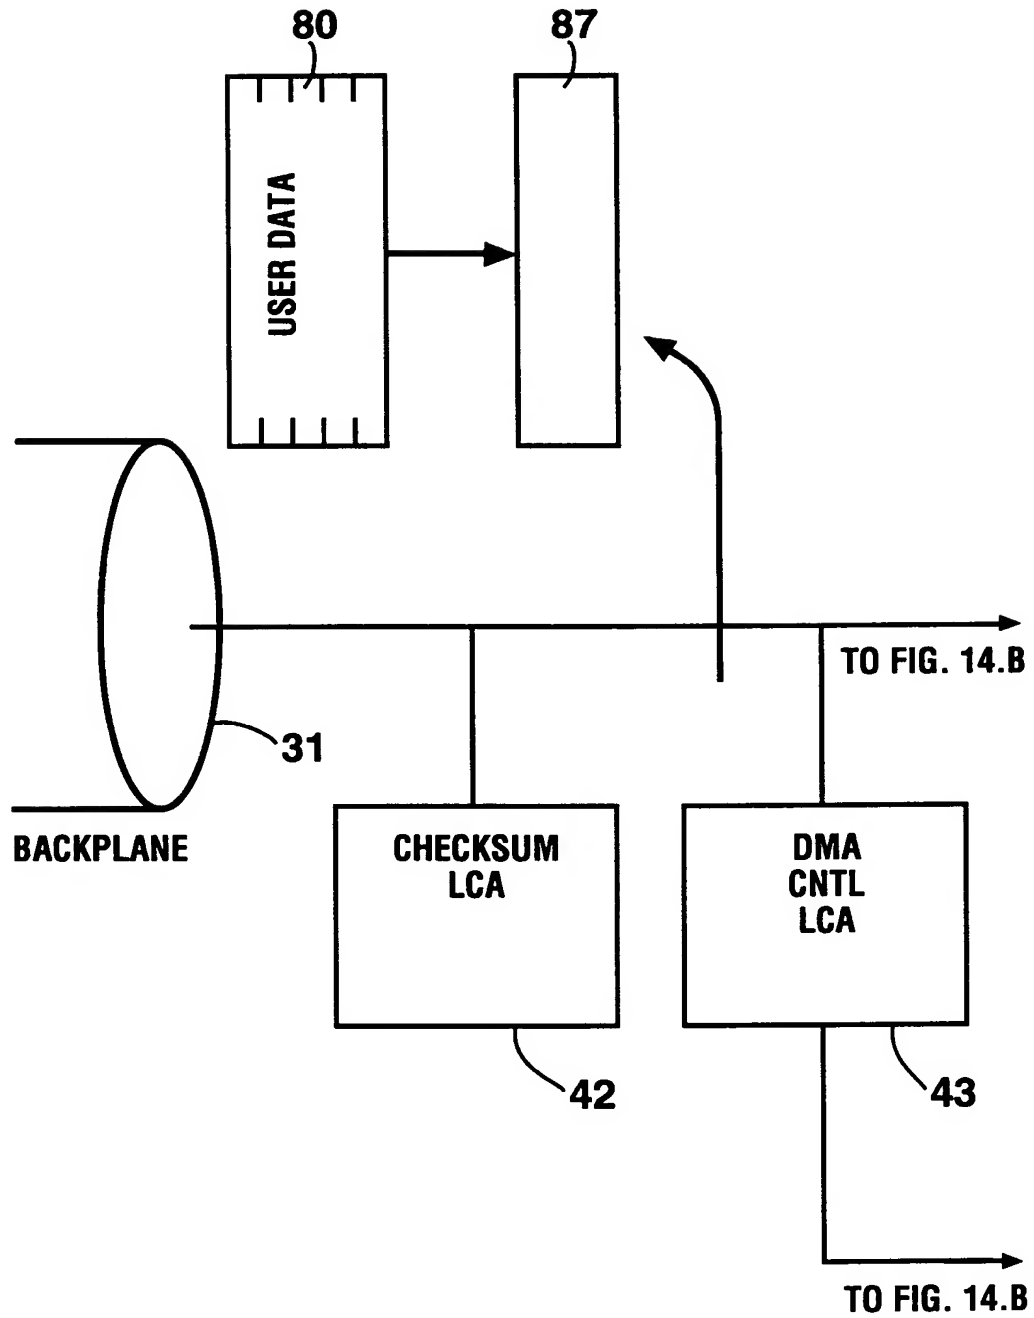 80
87
USER DATA
TO FIG. 14.B
31
BACKPLANE
CHECKSUM
LCA
DMA
CNTL
LCA
42
43
TO FIG. 14.B